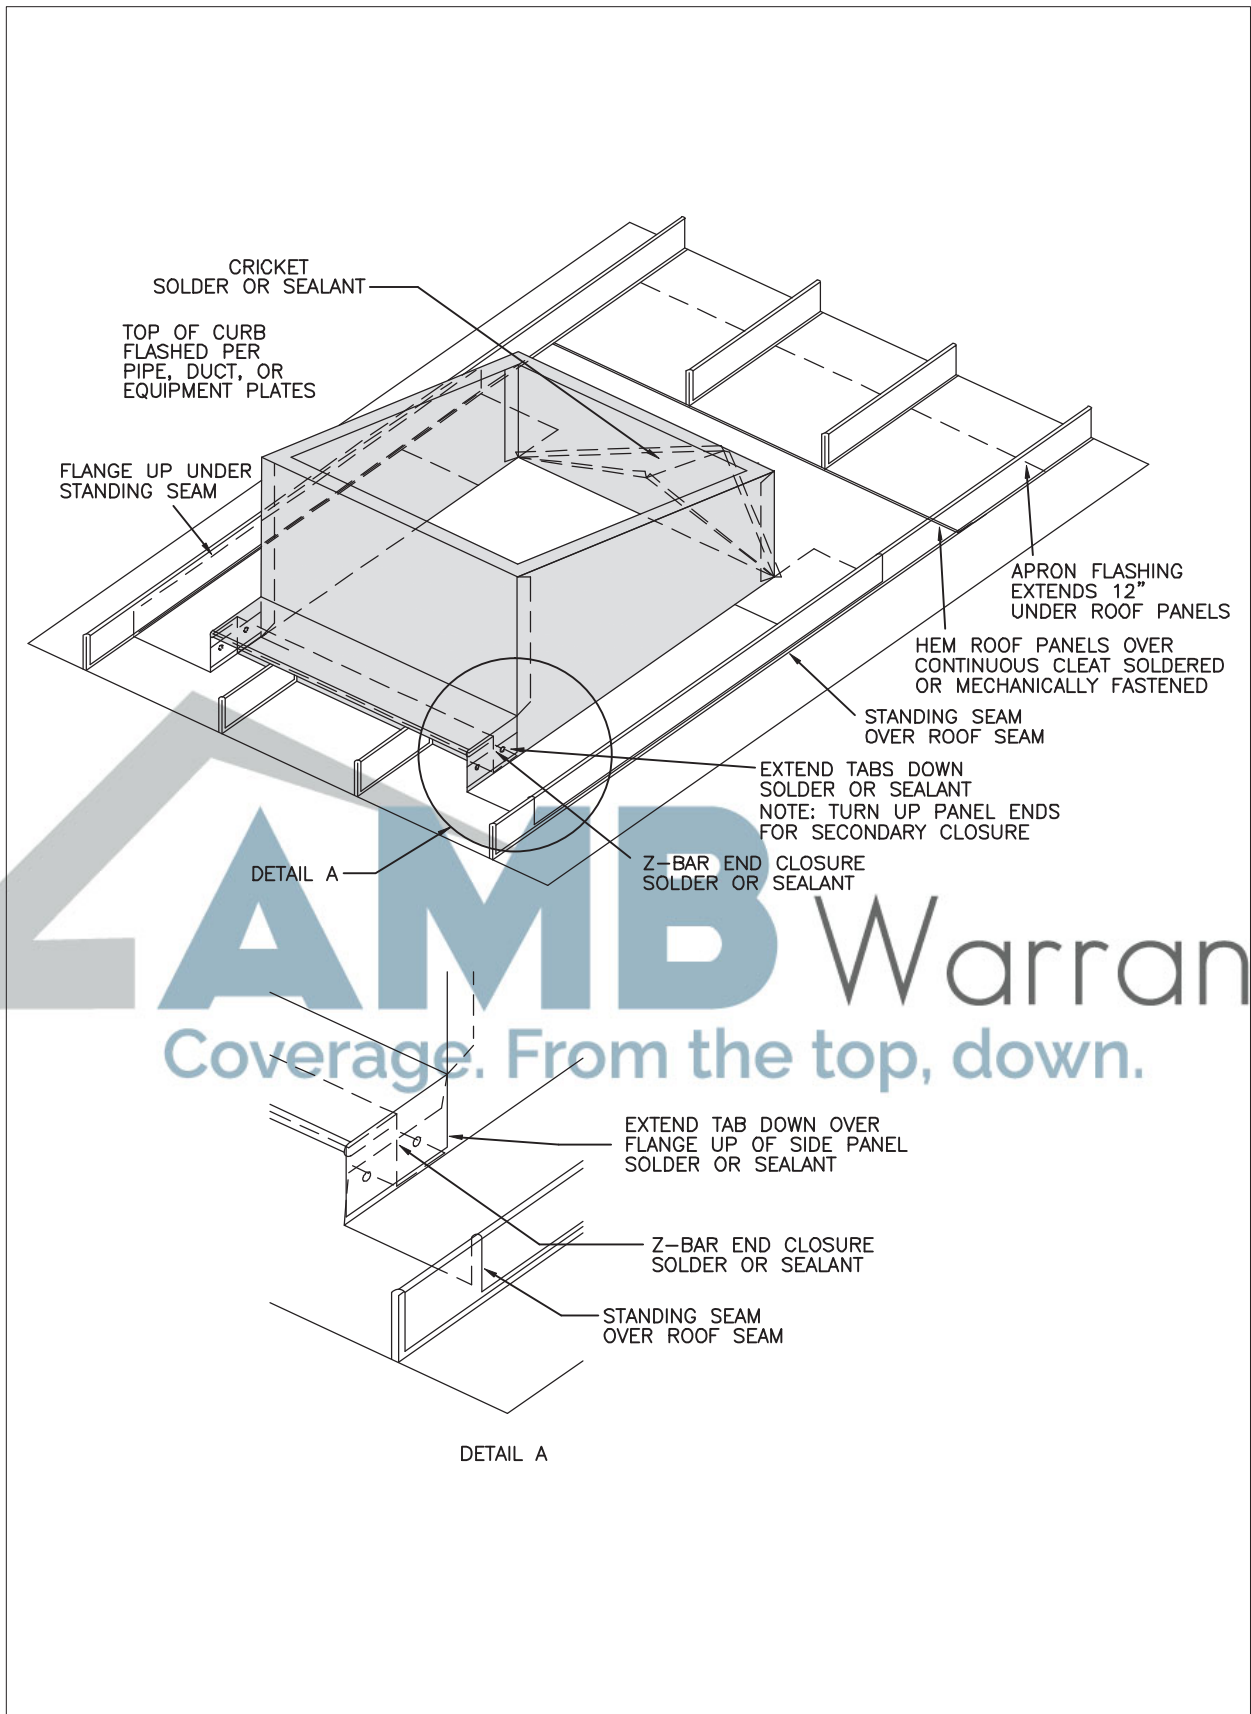 CRICKET
SOLDER OR SEALANT
TOP OF CURB
FLASHED PER
PIPE, DUCT, OR
EQUIPMENT PLATES
FLANGE UP UNDER
STANDING SEAM
APRON FLASHING
EXTENDS 12"
UNDER ROOF PANELS
HEM ROOF PANELS OVER
CONTINUOUS CLEAT SOLDERED
OR MECHANICALLY FASTENED
STANDING SEAM
OVER ROOF SEAM
EXTEND TABS DOWN
SOLDER OR SEALANT
NOTE: TURN UP PANEL ENDS
FOR SECONDARY CLOSURE
Z-BAR END CLOSURE
SOLDER OR SEALANT
DETAIL A
AMB Warran
Coverage. From the top, down.
EXTEND TAB DOWN OVER
FLANGE UP OF SIDE PANEL
SOLDER OR SEALANT
Z-BAR END CLOSURE
SOLDER OR SEALANT
STANDING SEAM
OVER ROOF SEAM
DETAIL A